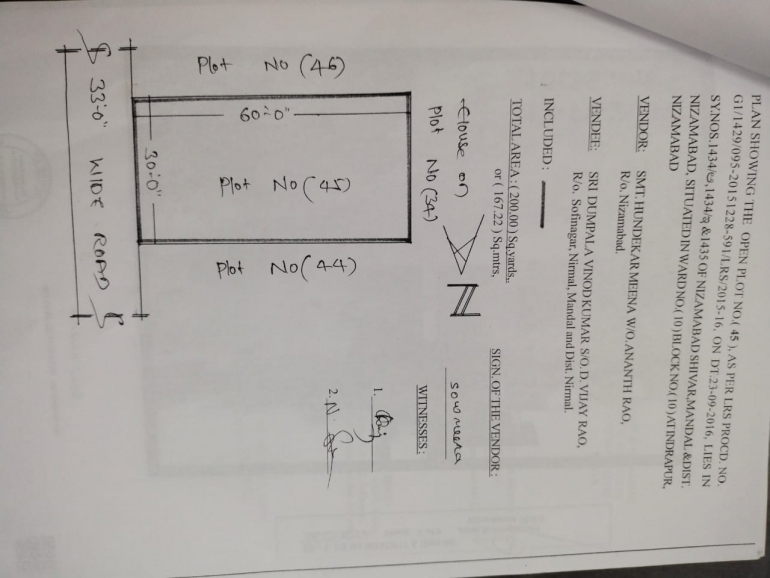 PLAN SHOWING THE OPEN PLOT NO.( 45 ), AS PER LRS PROCD. NO.
G1/1429/095-20151228-591/LRS/2015-16, ON DT.23-09-2016, LIES IN
SY.NOS.1434/ &1435 OF NIZAMABAD SHIVAR,MANDAL &DIST.
NIZAMABAD, SITUATED IN WARD NO.( 10 ) BLOCK NO.( 10 ) AT INDRAPUR,
NIZAMABAD
VENDOR: SMT. HUNDEKAR MEENA W/O. ANANTH RAO,
R/o. Nizamabad.
VENDEE: SRI DUMPALA VINOD KUMAR S/O. D. VIJAY RAO,
R/o. Sofinagar, Nirmal, Mandal and Dist. Nirmal.
INCLUDED :
TOTAL AREA : ( 200.00 ) Sq.yards.,
or ( 167.22 ) Sq.mtrs,
SIGN. OF THE VENDOR :
sow meena
WITNESSES :
1.
2. N.
House on
Plot No (34)
N
Plot No (46)
60'-0"
Plot No (45)
30'-0"
Plot No (44)
33'-0" WIDE ROAD